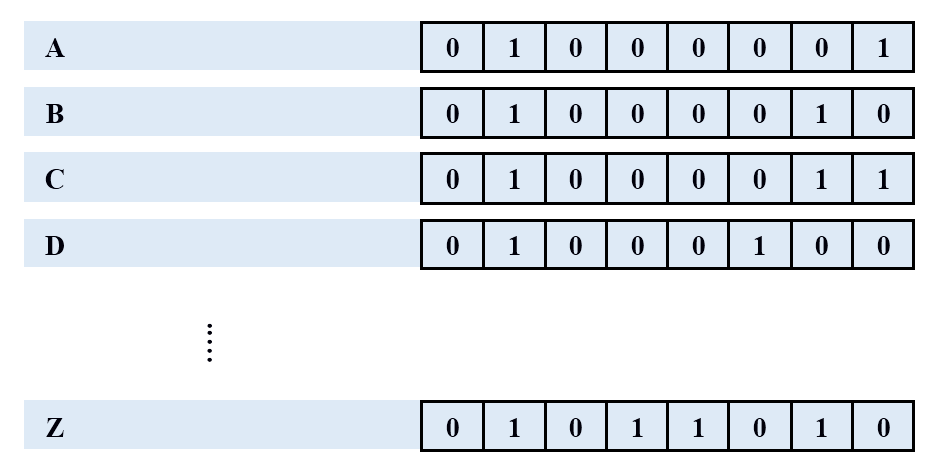 A 0 1 0 0 0 0 0 1
B 0 1 0 0 0 0 1 0
C 0 1 0 0 0 0 1 1
D 0 1 0 0 0 1 0 0
Z 0 1 0 1 1 0 1 0